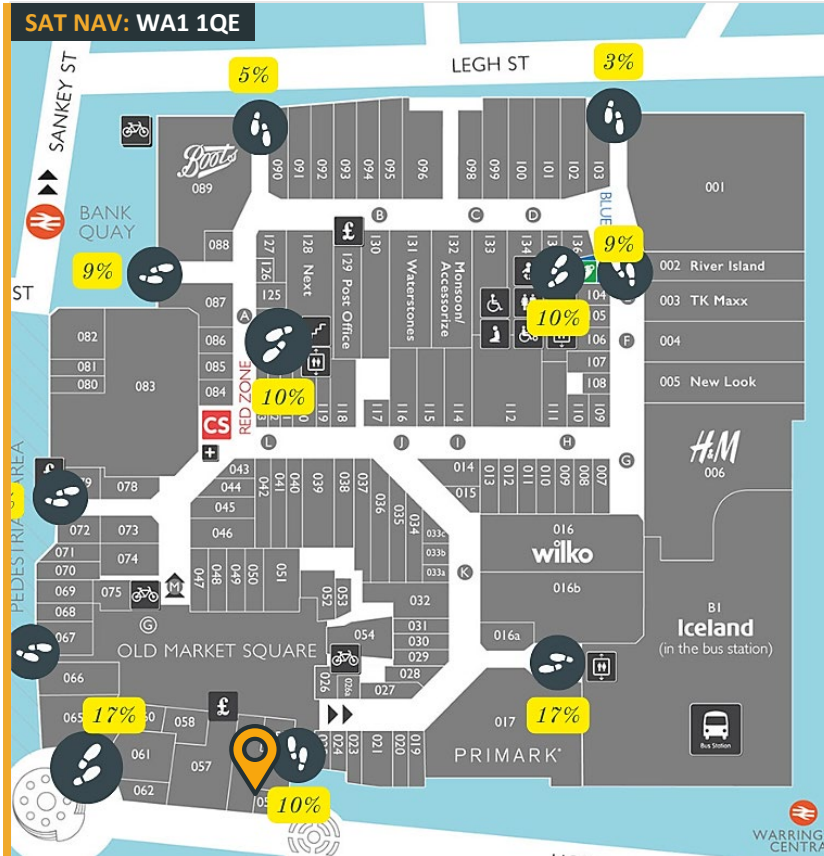 SAT NAV: WA1 1QE
SANKEY ST
LEGH ST
5%
3%
Boots
089
BANK
QUAY
088
090
091
092
093
094
095
096
098
099
100
101
102
103
001
BLUE
B
C
D
9%
9%
10%
ST
127
126
125
128 Next
£
129 Post Office
130
131 Waterstones
132 Monsoon/
Accessorize
133
134
136
002 River Island
003 TK Maxx
004
005 New Look
104
105
106
107
108
F
087
086
085
084
A
RED ZONE
10%
082
081
080
083
CS
119
118
117
116
115
114
112
111
110
109
L
J
I
H
G
H&M
006
PEDESTRIAN AREA
078
072
073
071
070
074
069
075
068
067
066
043
044
045
046
042
041
040
039
038
037
036
035
034
033c
033b
033a
014
015
013
012
011
010
009
008
007
016
wilko
016b
016a
K
047
048
049
050
051
052
053
032
031
030
029
028
027
054
026
026a
M
G
OLD MARKET SQUARE
B1
Iceland
(in the bus station)
Bus Station
17%
17%
£
058
061
062
057
10%
024
023
021
020
019
017
PRIMARK*
WARRING
CENTRA